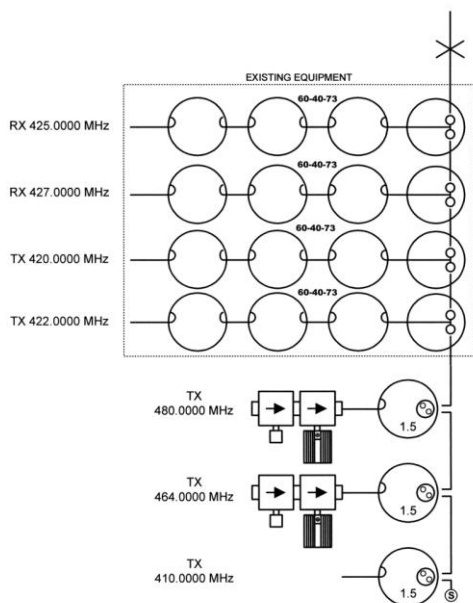 EXISTING EQUIPMENT
60-40-73
RX 425.0000 MHz
60-40-73
RX 427.0000 MHz
60-40-73
TX 420.0000 MHz
60-40-73
TX 422.0000 MHz
TX
480.0000 MHz
1.5
TX
464.0000 MHz
1.5
TX
410.0000 MHz
1.5
S